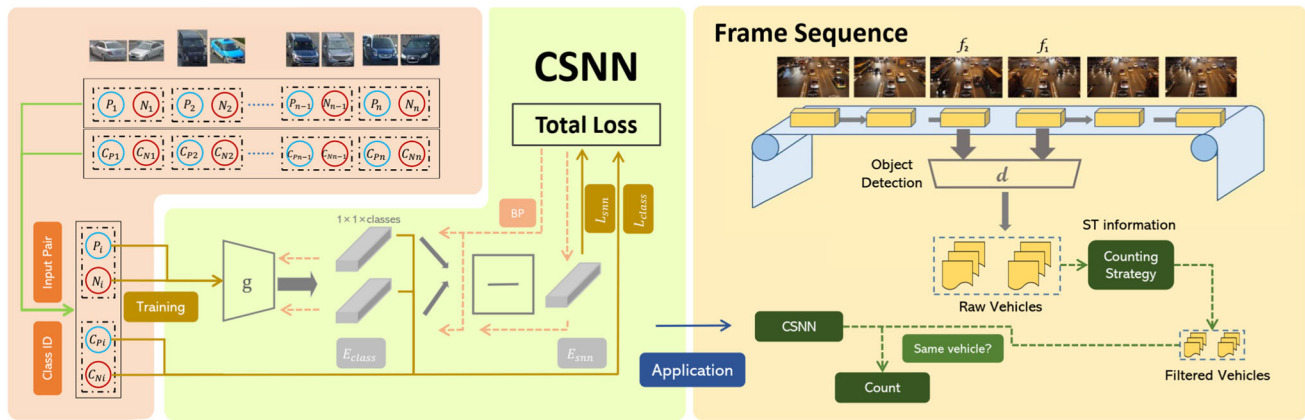 P₁ N₁ P₂ N₂ ...... Pₙ₋₁ Nₙ₋₁ Pₙ Nₙ
C_P1 C_N1 C_P2 C_N2 ...... C_Pn−1 C_Nn−1 C_Pn C_Nn
Input Pair
Pᵢ
Nᵢ
Class ID
C_Pi
C_Ni
Training
g
1×1×classes
E_class
CSNN
Total Loss
BP
L_snn
L_class
E_snn
Application
Frame Sequence
f₂ f₁
Object
Detection
d
ST information
Raw Vehicles
Counting
Strategy
CSNN
Same vehicle?
Count
Filtered Vehicles